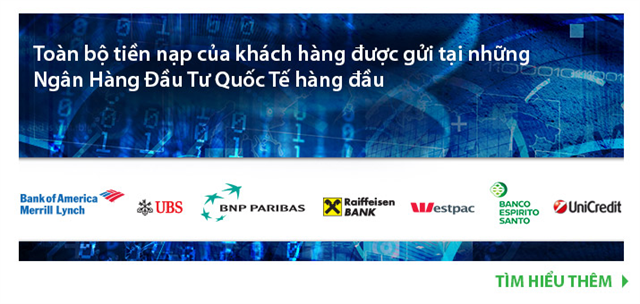 Toàn bộ tiền nạp của khách hàng được gửi tại những
Ngân Hàng Đầu Tư Quốc Tế hàng đầu
Bank of America
Merrill Lynch
UBS
BNP PARIBAS
Raiffeisen
BANK
Westpac
BANCO
ESPIRITO
SANTO
UniCredit
TÌM HIỂU THÊM